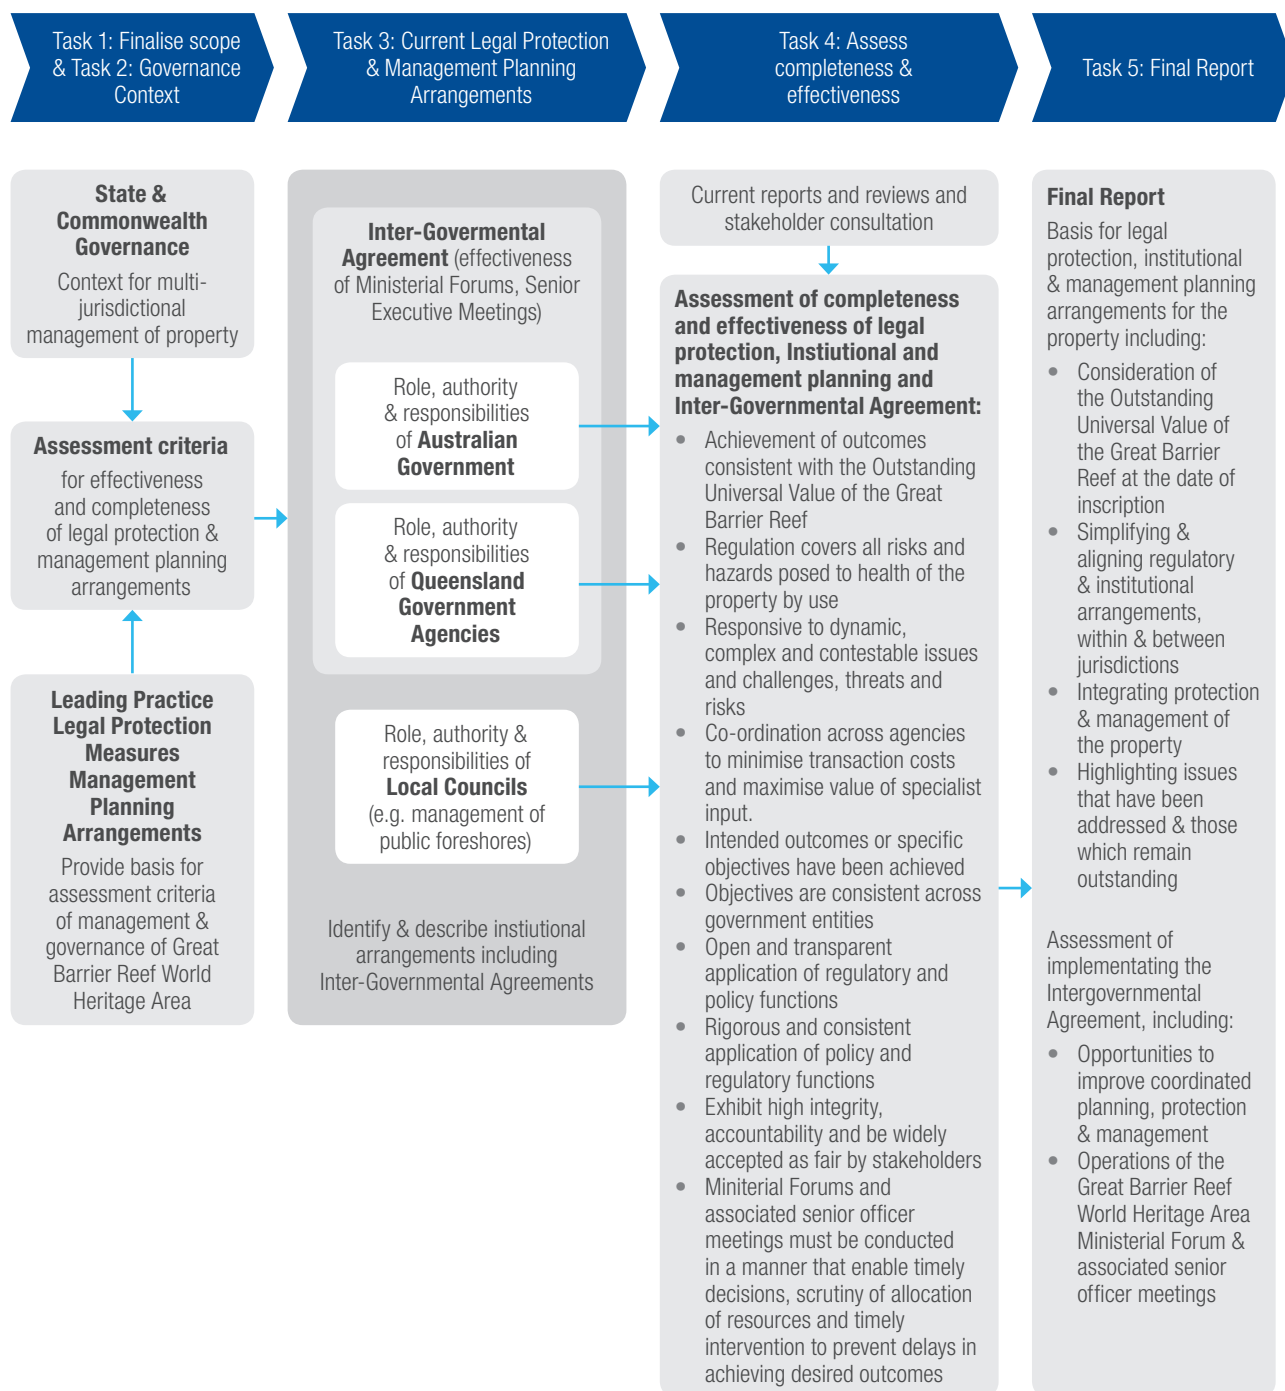 Task 1: Finalise scope
& Task 2: Governance
Context
Task 3: Current Legal Protection
& Management Planning
Arrangements
Task 4: Assess
completeness &
effectiveness
Task 5: Final Report
State &
Commonwealth
Governance
Context for multi-
jurisdictional
management of property
Assessment criteria
for effectiveness
and completeness
of legal protection &
management planning
arrangements
Leading Practice
Legal Protection
Measures
Management
Planning
Arrangements
Provide basis for
assessment criteria
of management &
governance of Great
Barrier Reef World
Heritage Area
Inter-Govermental
Agreement (effectiveness
of Ministerial Forums, Senior
Executive Meetings)
Role, authority
& responsibilities
of Australian
Government
Role, authority
& responsibilities
of Queensland
Government
Agencies
Role, authority &
responsibilities of
Local Councils
(e.g. management of
public foreshores)
Identify & describe instiutional
arrangements including
Inter-Governmental Agreements
Current reports and reviews and
stakeholder consultation
Assessment of completeness
and effectiveness of legal
protection, Instiutional and
management planning and
Inter-Governmental Agreement:
• Achievement of outcomes
consistent with the Outstanding
Universal Value of the Great
Barrier Reef
• Regulation covers all risks and
hazards posed to health of the
property by use
• Responsive to dynamic,
complex and contestable issues
and challenges, threats and
risks
• Co-ordination across agencies
to minimise transaction costs
and maximise value of specialist
input.
• Intended outcomes or specific
objectives have been achieved
• Objectives are consistent across
government entities
• Open and transparent
application of regulatory and
policy functions
• Rigorous and consistent
application of policy and
regulatory functions
• Exhibit high integrity,
accountability and be widely
accepted as fair by stakeholders
• Miniterial Forums and
associated senior officer
meetings must be conducted
in a manner that enable timely
decisions, scrutiny of allocation
of resources and timely
intervention to prevent delays in
achieving desired outcomes
Final Report
Basis for legal
protection, institutional
& management planning
arrangements for the
property including:
• Consideration of
the Outstanding
Universal Value of
the Great Barrier
Reef at the date of
inscription
• Simplifying &
aligning regulatory
& institutional
arrangements,
within & between
jurisdictions
• Integrating protection
& management of
the property
• Highlighting issues
that have been
addressed & those
which remain
outstanding
Assessment of
implementating the
Intergovernmental
Agreement, including:
• Opportunities to
improve coordinated
planning, protection
& management
• Operations of the
Great Barrier Reef
World Heritage Area
Ministerial Forum &
associated senior
officer meetings